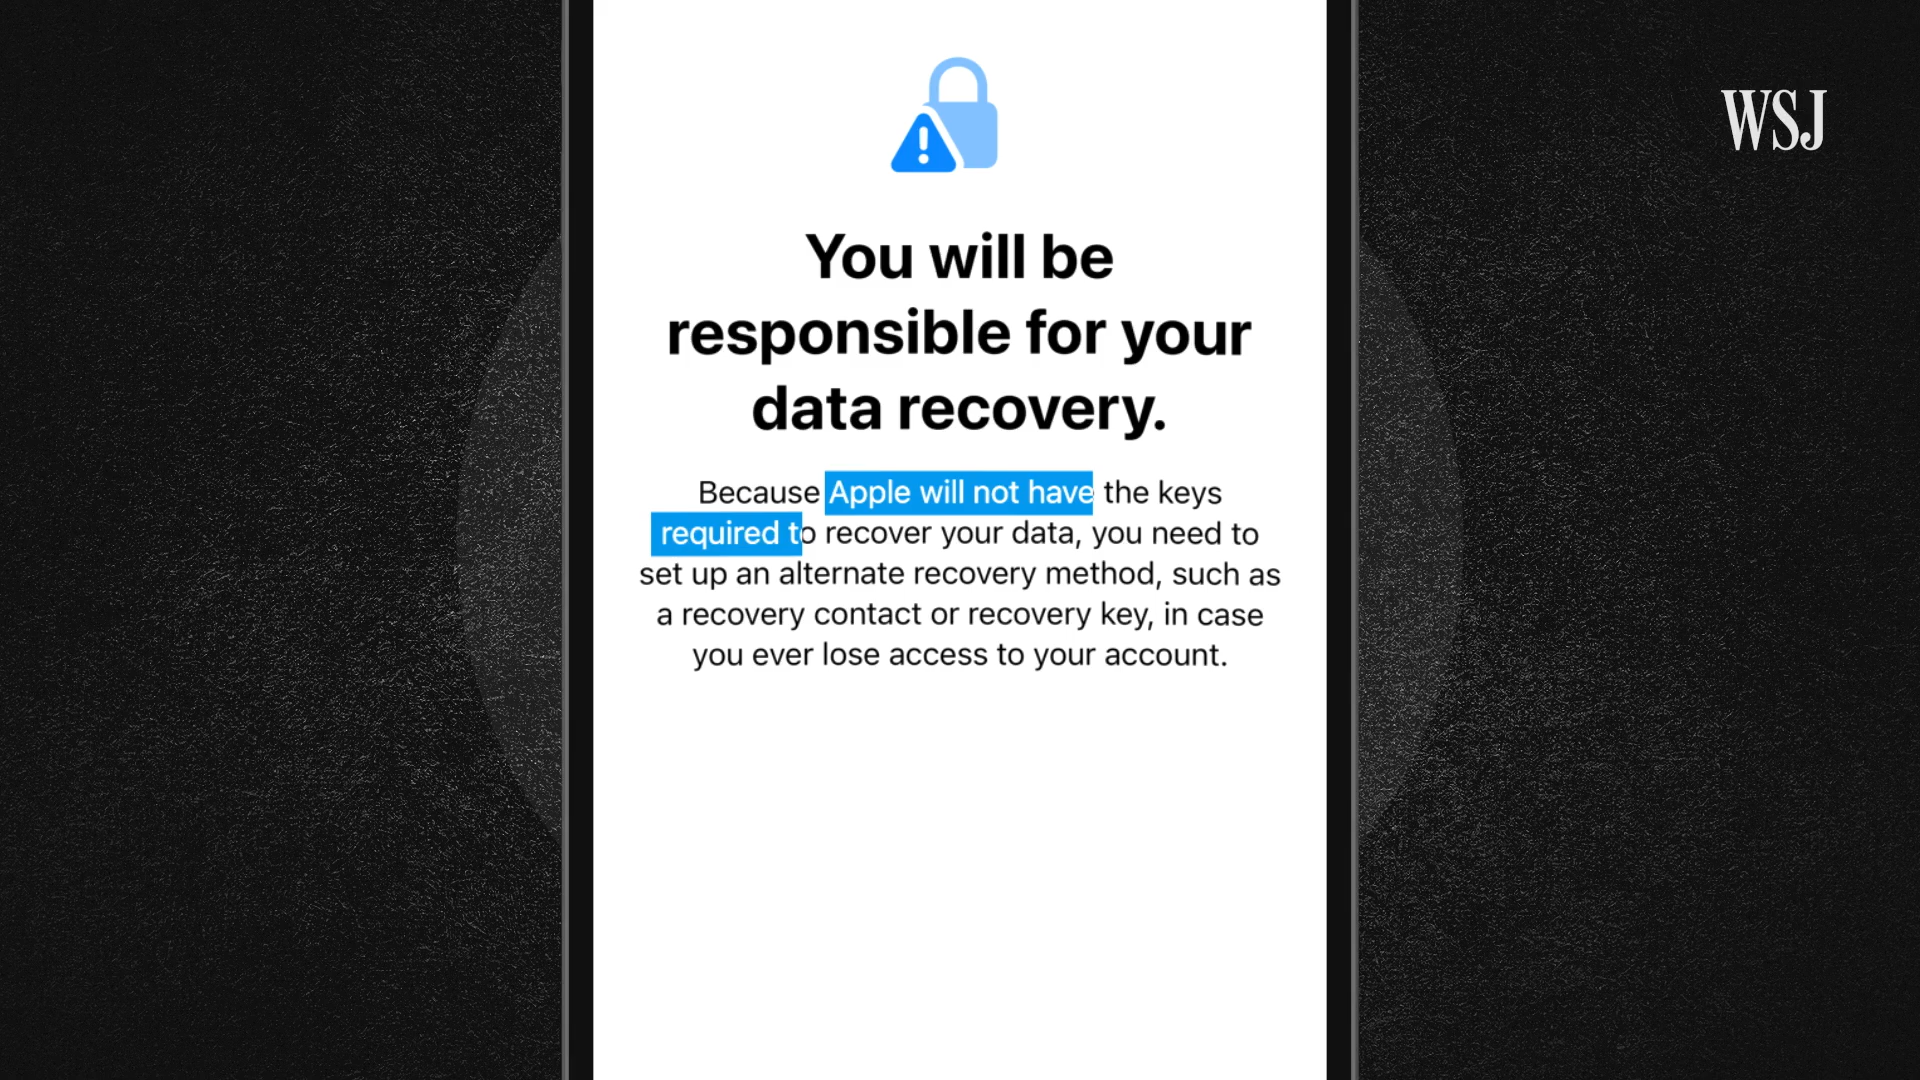 WSJ
You will be
responsible for your
data recovery.
Because Apple will not have the keys
required to recover your data, you need to
set up an alternate recovery method, such as
a recovery contact or recovery key, in case
you ever lose access to your account.